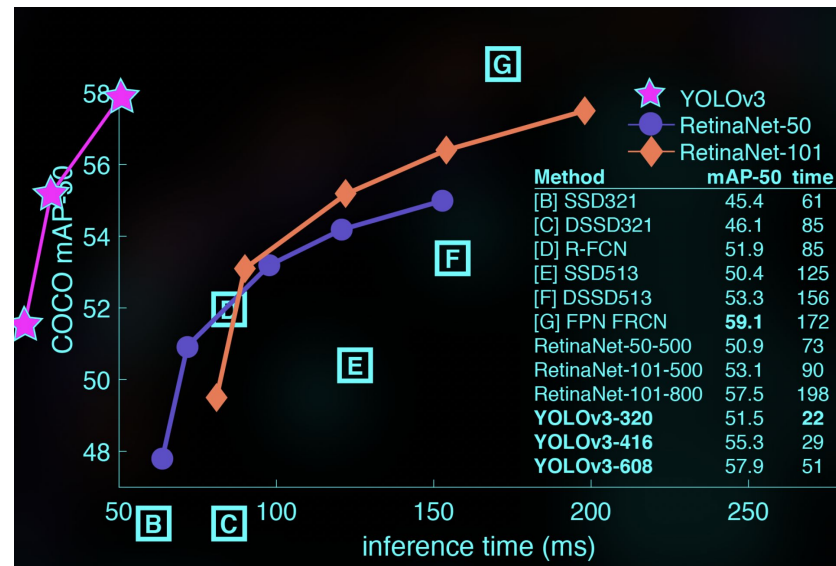 G
58
YOLOv3
RetinaNet-50
RetinaNet-101
56
Method mAP-50 time
[B] SSD321 45.4 61
[C] DSSD321 46.1 85
[D] R-FCN 51.9 85
[E] SSD513 50.4 125
[F] DSSD513 53.3 156
[G] FPN FRCN 59.1 172
RetinaNet-50-500 50.9 73
RetinaNet-101-500 53.1 90
RetinaNet-101-800 57.5 198
YOLOv3-320 51.5 22
YOLOv3-416 55.3 29
YOLOv3-608 57.9 51
COCO mAP-50
54
F
52
D
E
50
48
50 100 150 200 250
B C
inference time (ms)